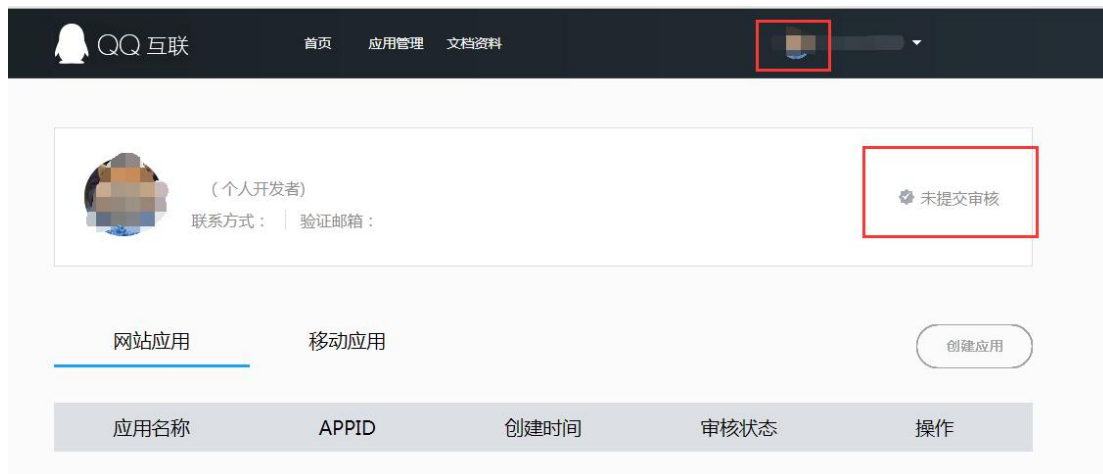 QQ 互联 首页 应用管理 文档资料
( 个人开发者)
联系方式： 验证邮箱：
未提交审核
网站应用 移动应用 创建应用
应用名称 APPID 创建时间 审核状态 操作